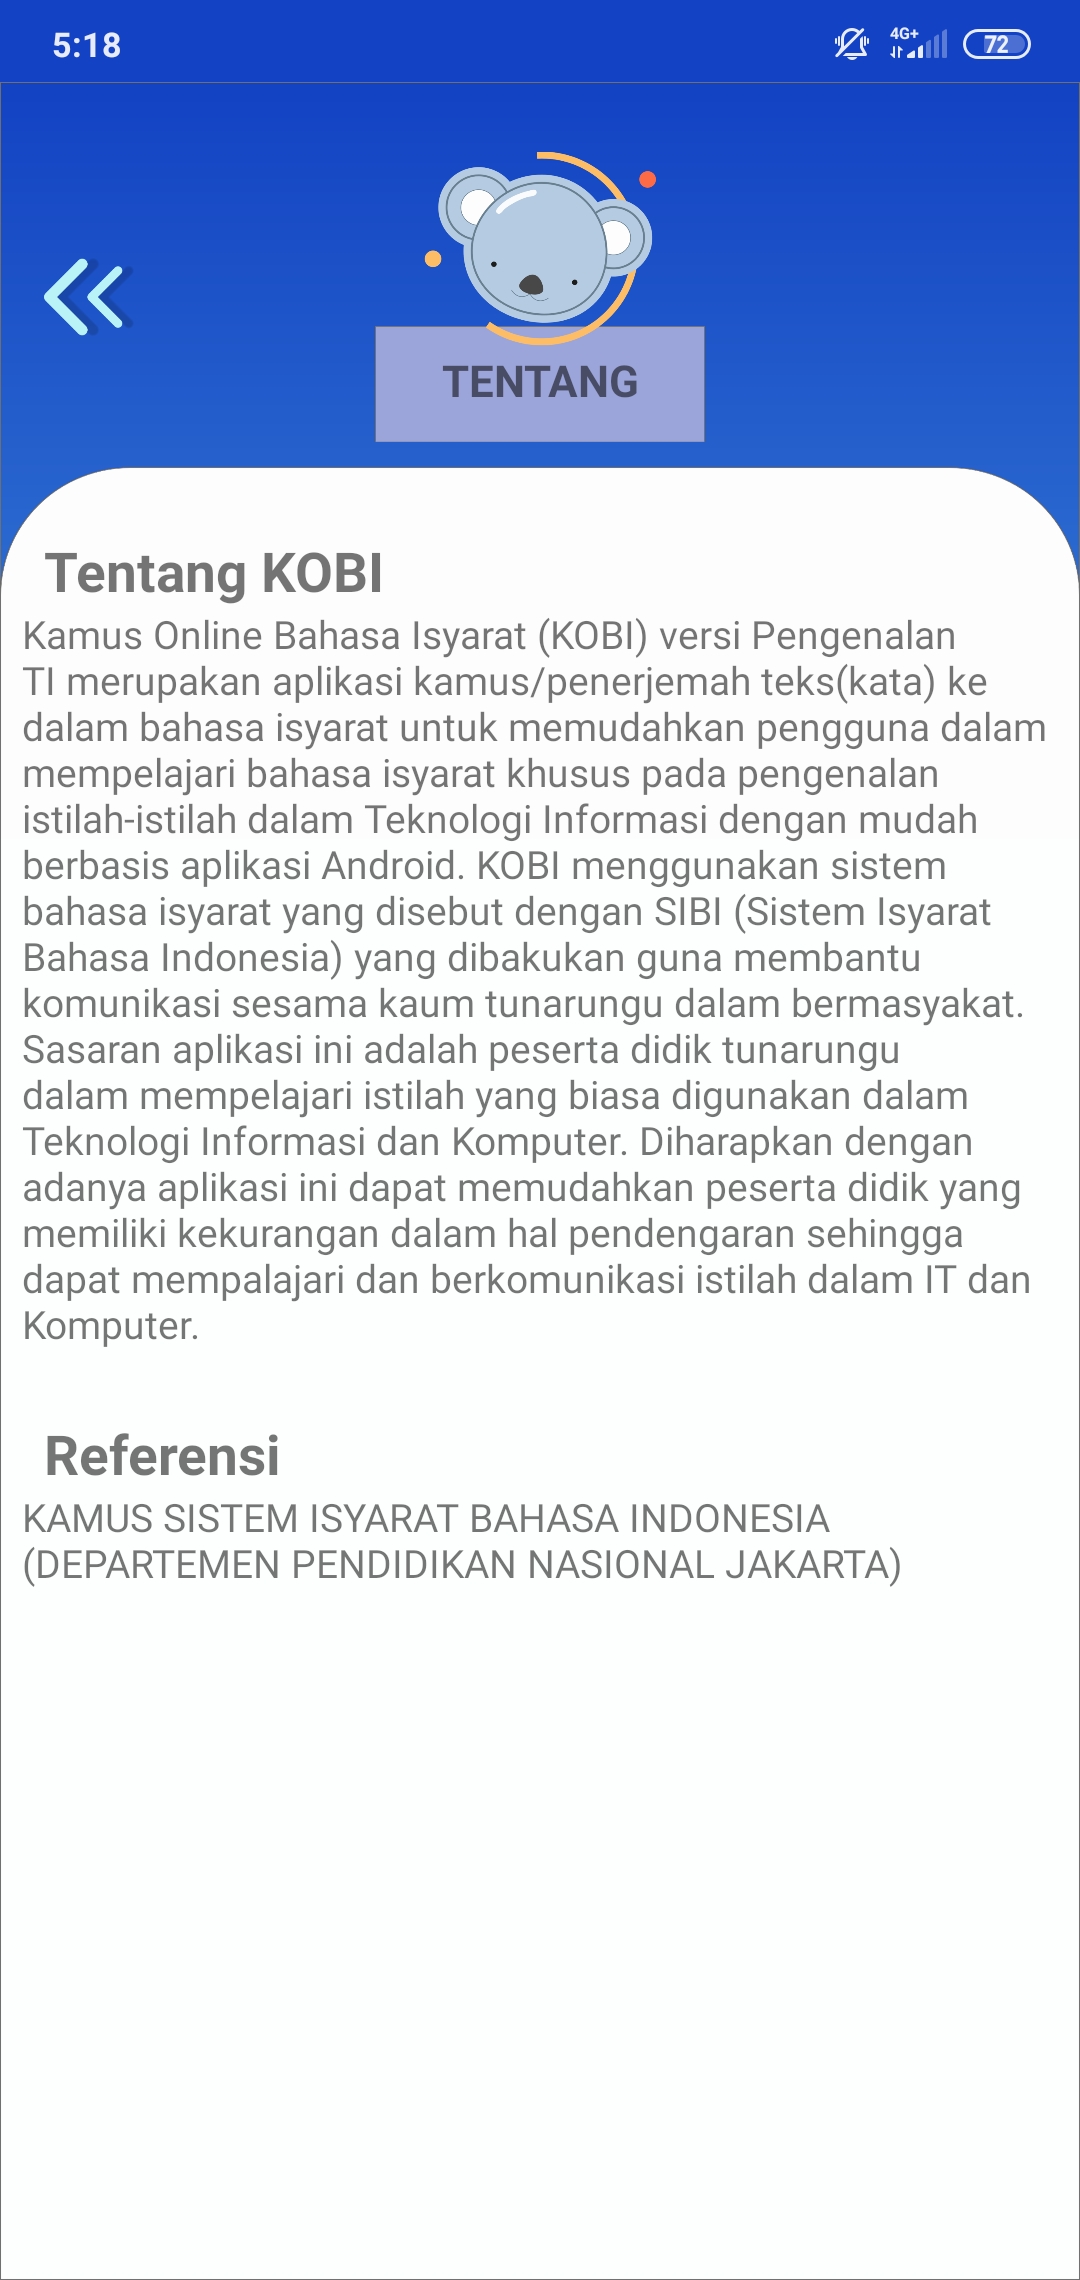 5:18
4G+
72
TENTANG
Tentang KOBI
Kamus Online Bahasa Isyarat (KOBI) versi Pengenalan
TI merupakan aplikasi kamus/penerjemah teks(kata) ke
dalam bahasa isyarat untuk memudahkan pengguna dalam
mempelajari bahasa isyarat khusus pada pengenalan
istilah-istilah dalam Teknologi Informasi dengan mudah
berbasis aplikasi Android. KOBI menggunakan sistem
bahasa isyarat yang disebut dengan SIBI (Sistem Isyarat
Bahasa Indonesia) yang dibakukan guna membantu
komunikasi sesama kaum tunarungu dalam bermasyakat.
Sasaran aplikasi ini adalah peserta didik tunarungu
dalam mempelajari istilah yang biasa digunakan dalam
Teknologi Informasi dan Komputer. Diharapkan dengan
adanya aplikasi ini dapat memudahkan peserta didik yang
memiliki kekurangan dalam hal pendengaran sehingga
dapat mempalajari dan berkomunikasi istilah dalam IT dan
Komputer.
Referensi
KAMUS SISTEM ISYARAT BAHASA INDONESIA
(DEPARTEMEN PENDIDIKAN NASIONAL JAKARTA)